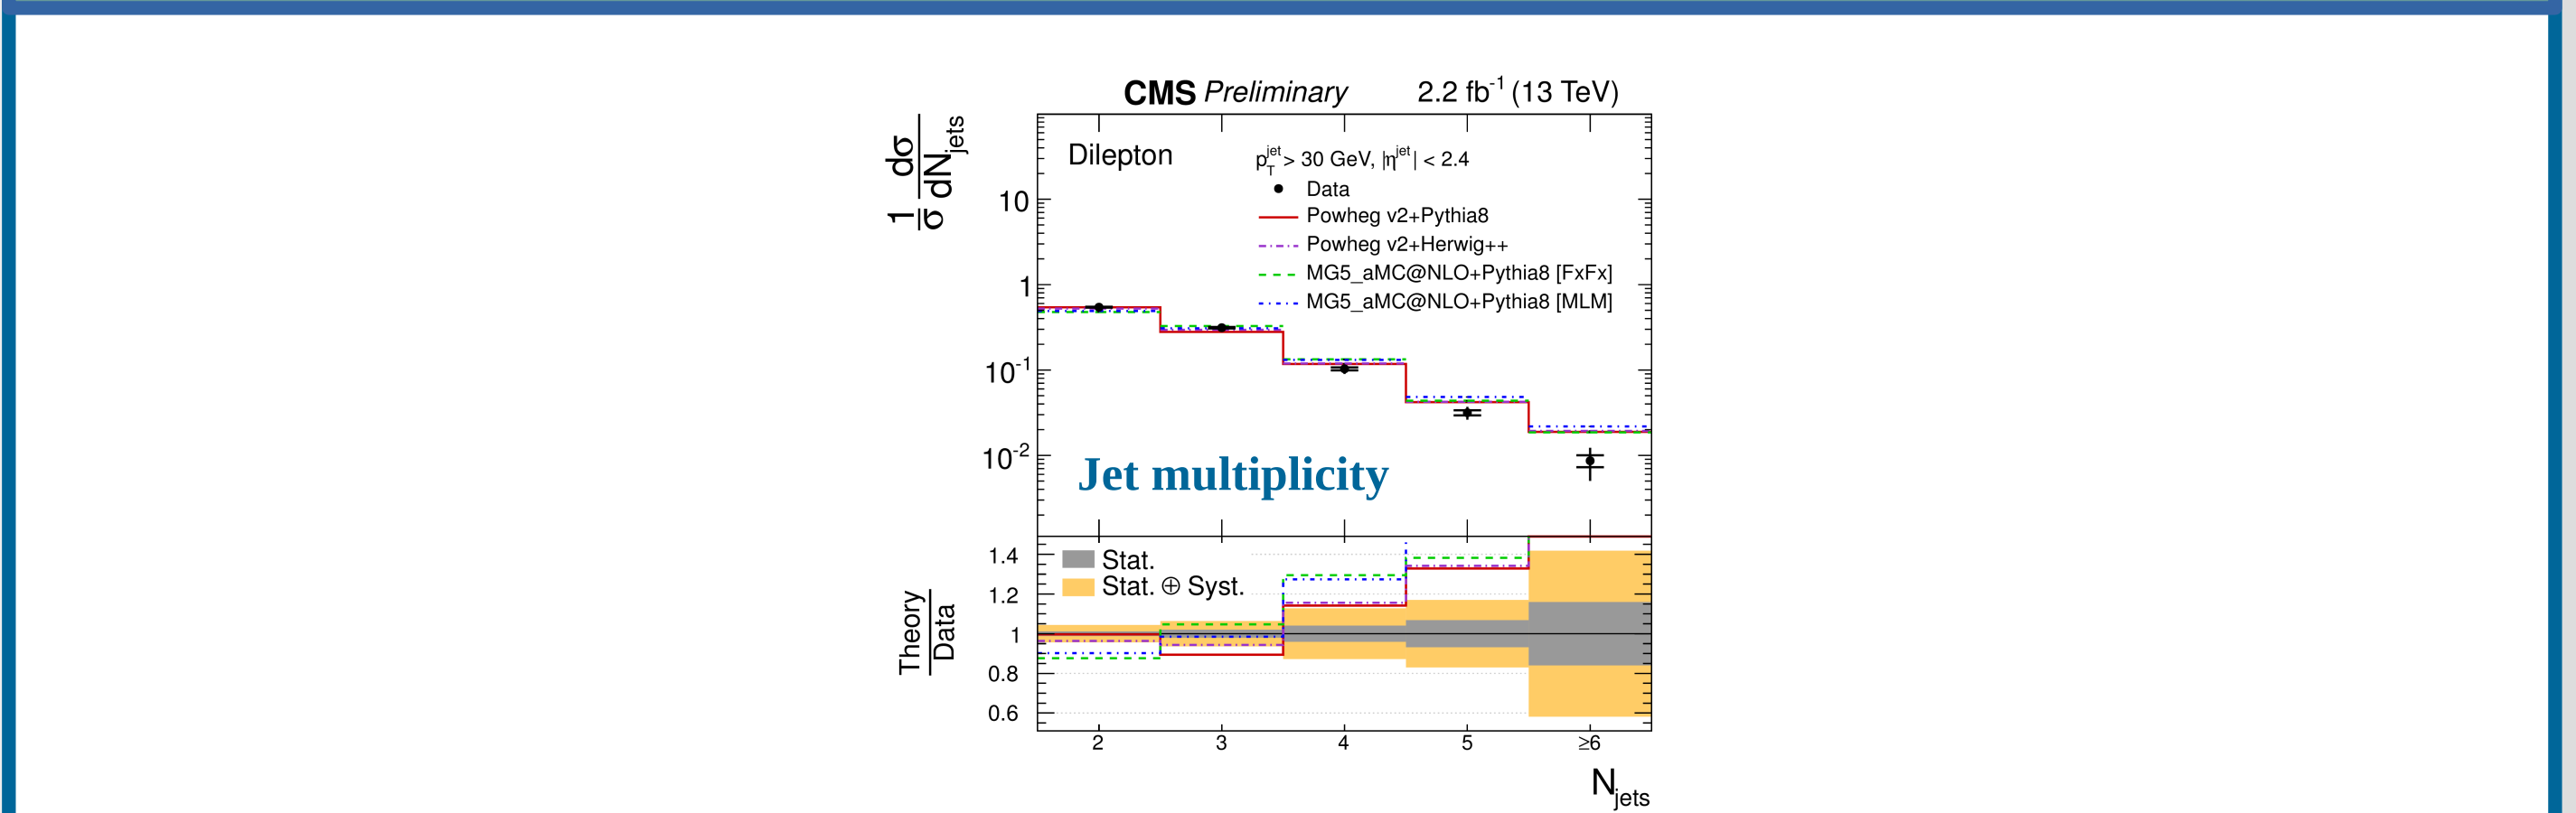 CMS Preliminary 2.2 fb-1 (13 TeV)
1/σ dσ/dNjets
Dilepton
pTjet > 30 GeV, |ηjet| < 2.4
Data
Powheg v2+Pythia8
Powheg v2+Herwig++
MG5_aMC@NLO+Pythia8 [FxFx]
MG5_aMC@NLO+Pythia8 [MLM]
10
1
10-1
10-2
Jet multiplicity
Theory/Data
Stat.
Stat. ⊕ Syst.
1.4
1.2
1
0.8
0.6
2 3 4 5 ≥6
Njets